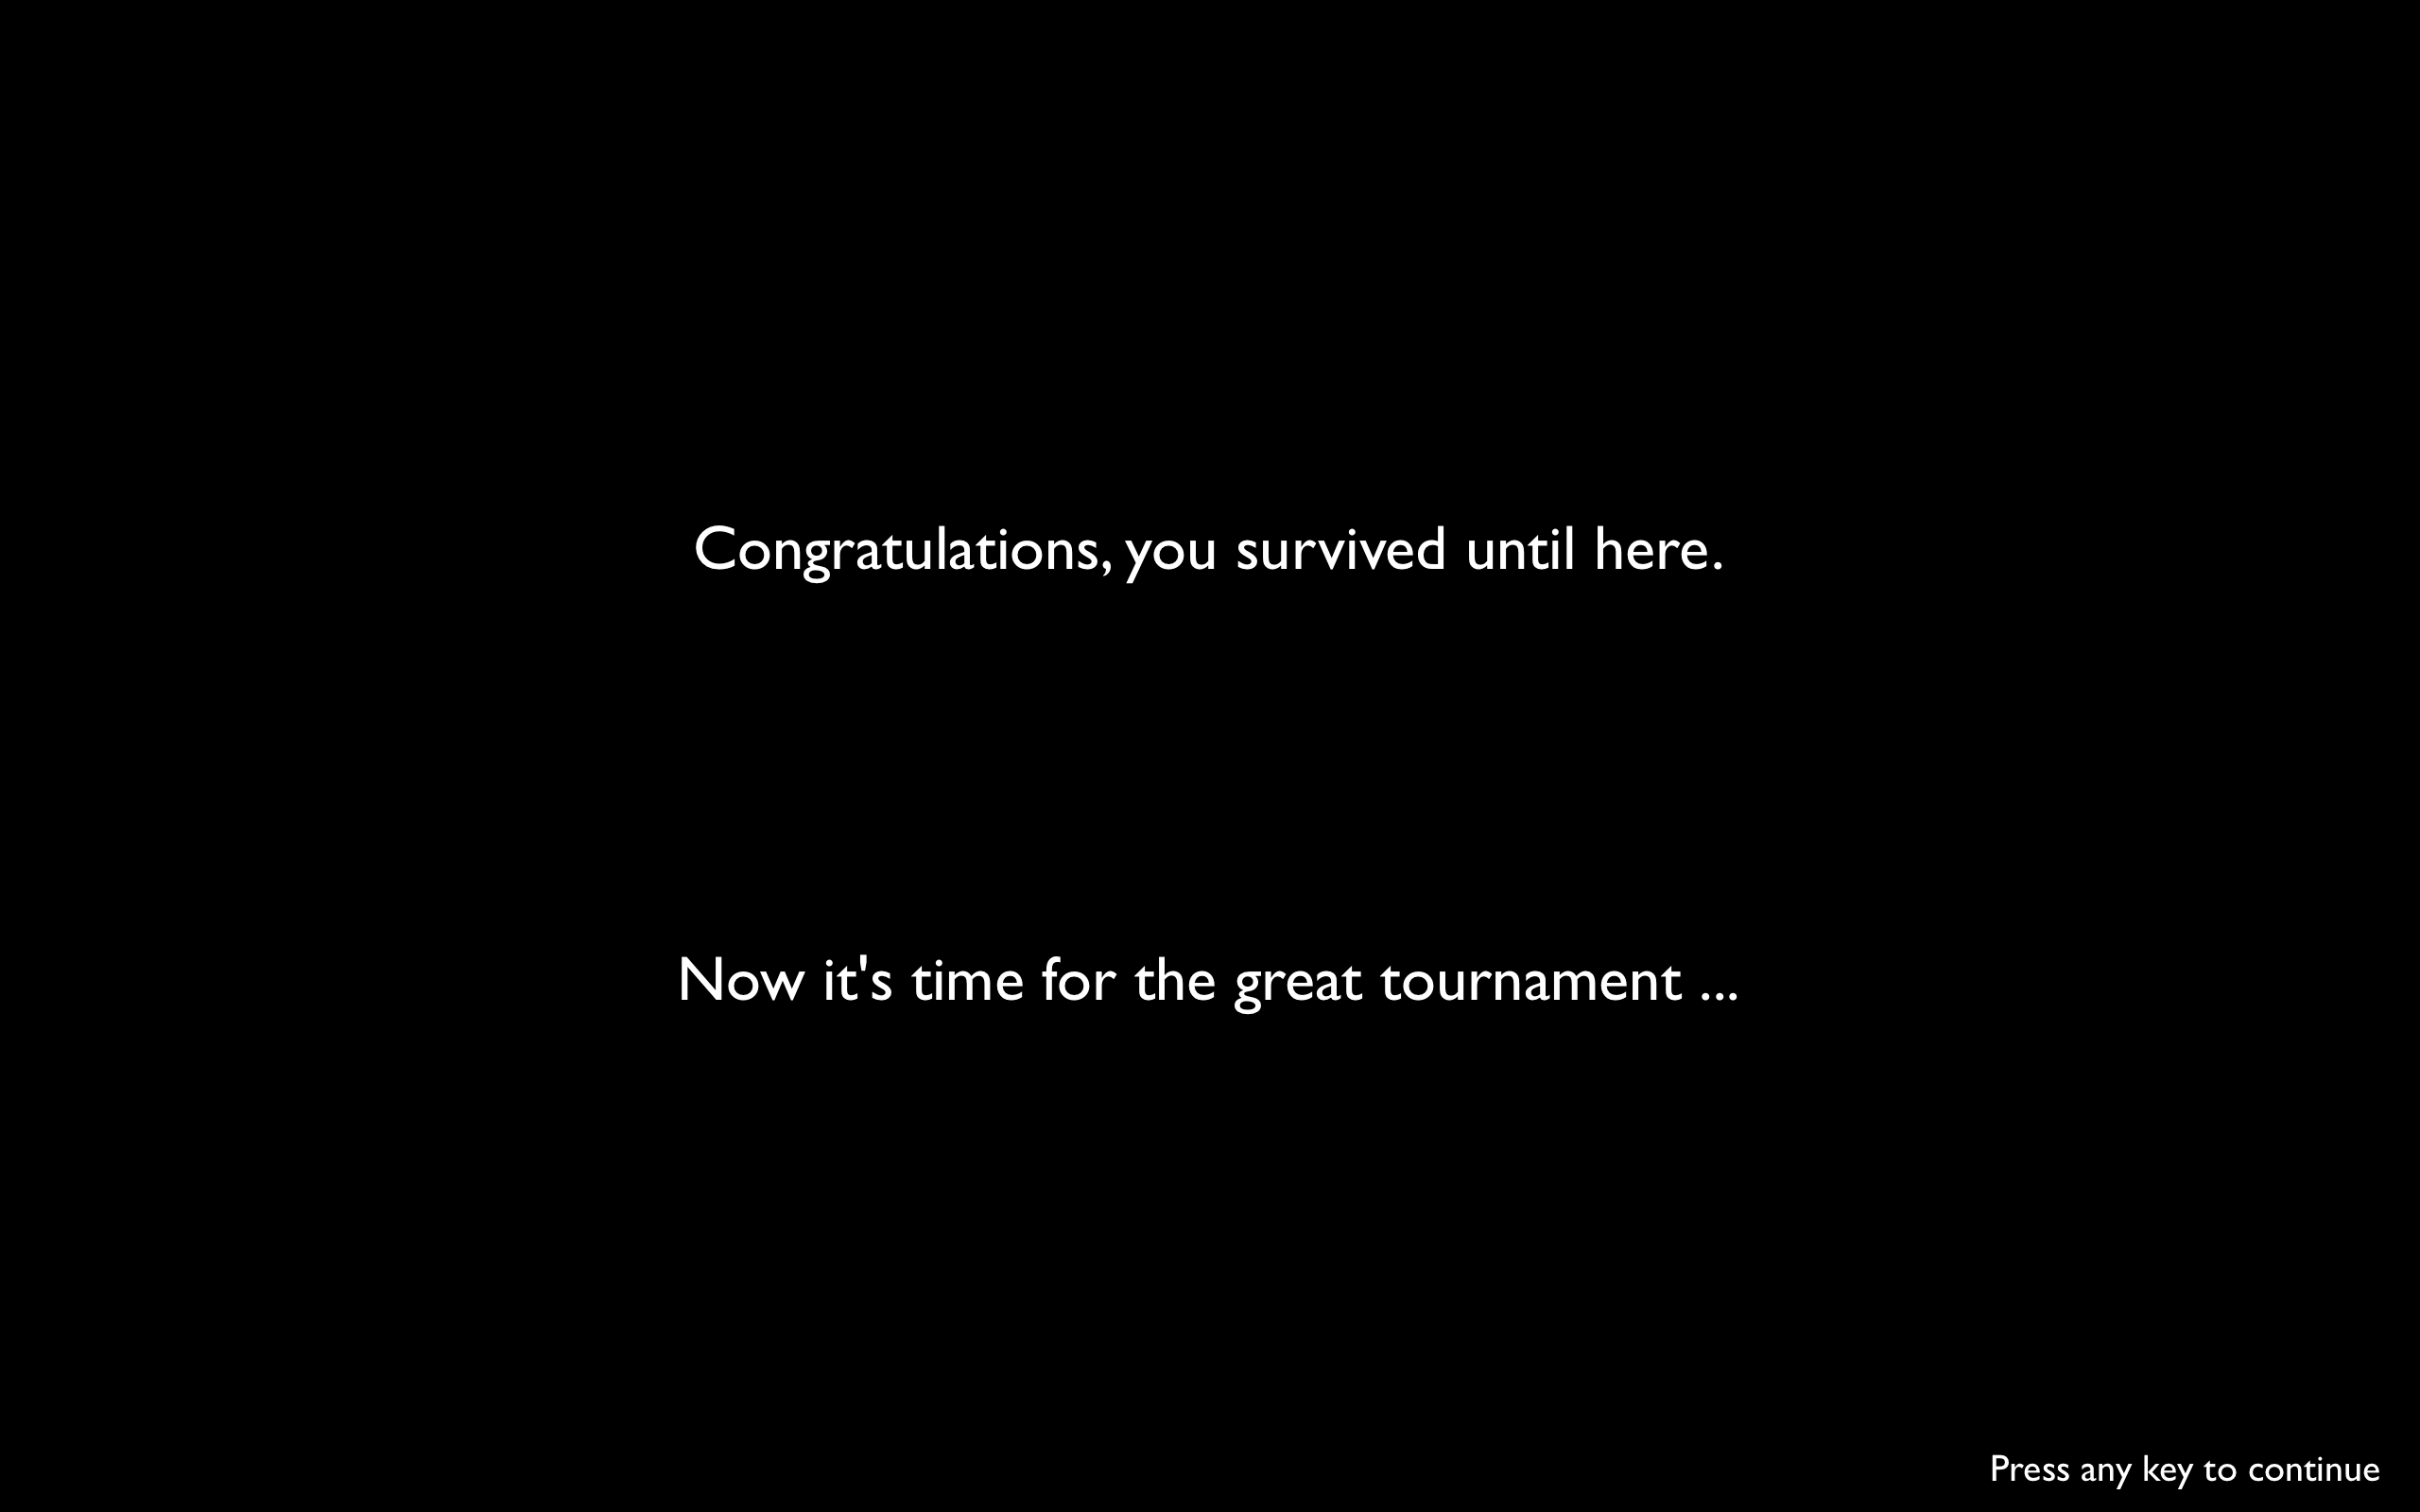 Congratulations, you survived until here.
Now it's time for the great tournament ...
Press any key to continue